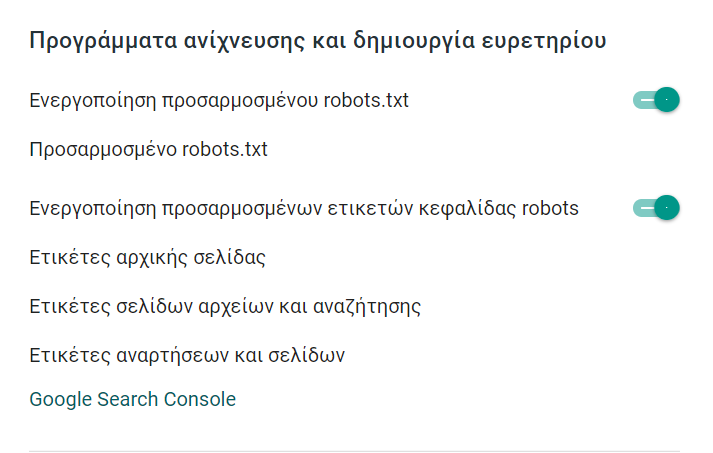 Προγράμματα ανίχνευσης και δημιουργία ευρετηρίου
Ενεργοποίηση προσαρμοσμένου robots.txt
Προσαρμοσμένο robots.txt
Ενεργοποίηση προσαρμοσμένων ετικετών κεφαλίδας robots
Ετικέτες αρχικής σελίδας
Ετικέτες σελίδων αρχείων και αναζήτησης
Ετικέτες αναρτήσεων και σελίδων
Google Search Console